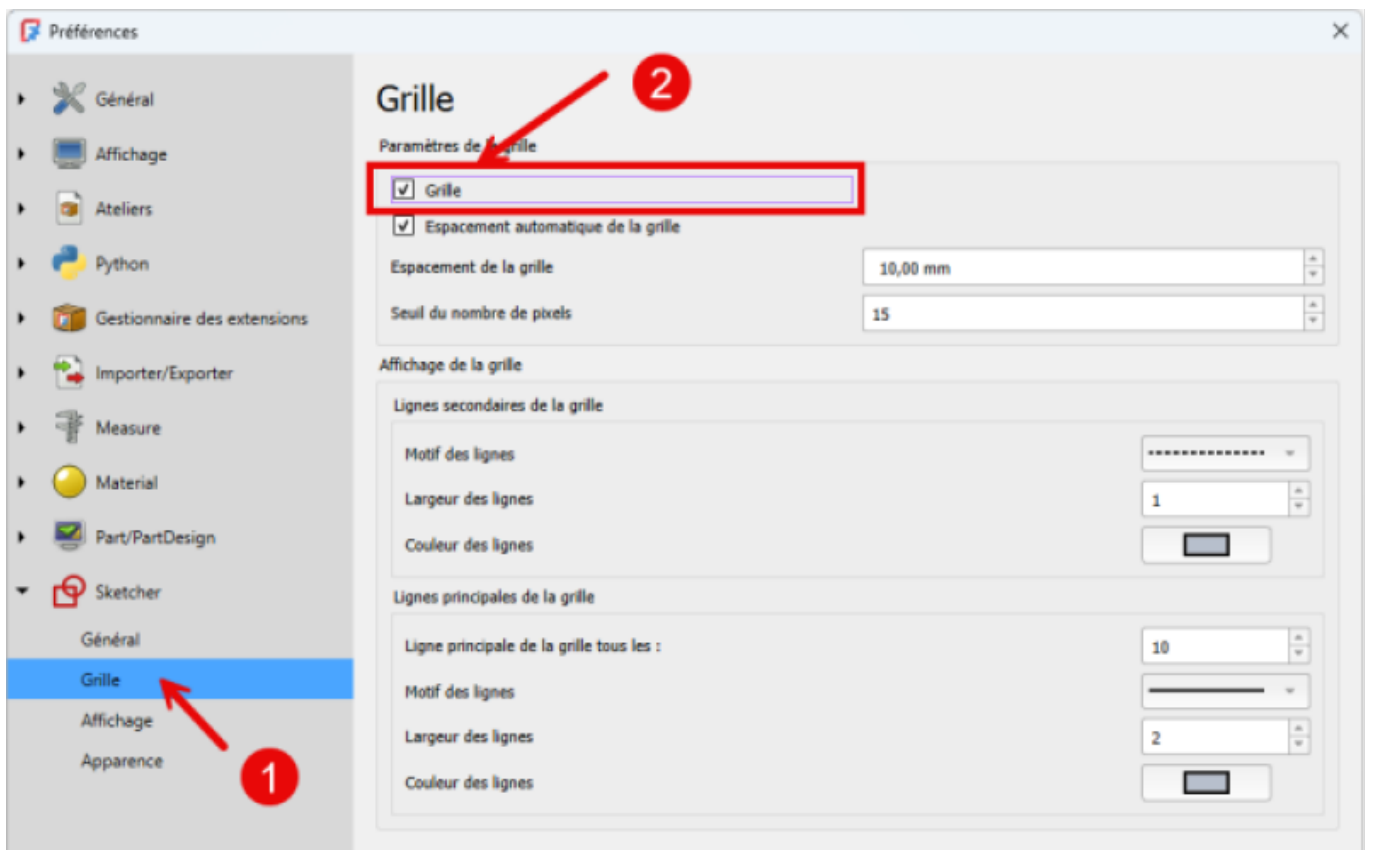 Préférences
Général
Affichage
Ateliers
Python
Gestionnaire des extensions
Importer/Exporter
Measure
Material
Part/PartDesign
Sketcher
Général
Grille
Affichage
Apparence
1
Grille
2
Paramètres de la grille
Grille
Espacement automatique de la grille
Espacement de la grille 10,00 mm
Seuil du nombre de pixels 15
Affichage de la grille
Lignes secondaires de la grille
Motif des lignes
Largeur des lignes 1
Couleur des lignes
Lignes principales de la grille
Ligne principale de la grille tous les : 10
Motif des lignes
Largeur des lignes 2
Couleur des lignes